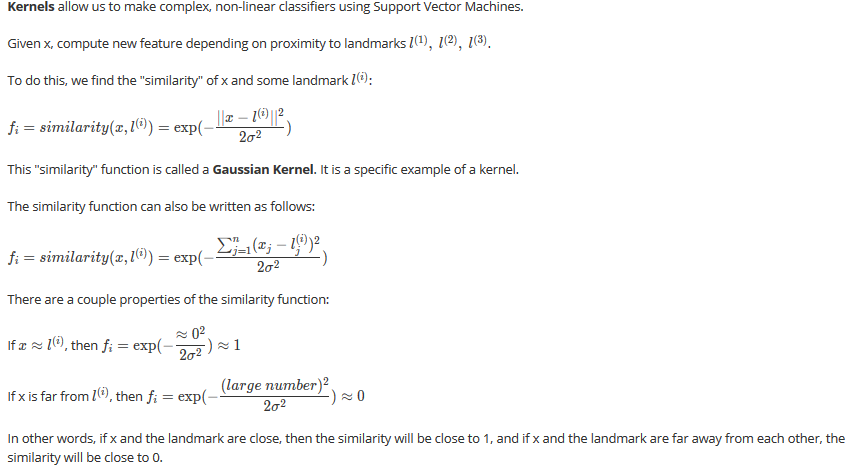 Kernels allow us to make complex, non-linear classifiers using Support Vector Machines.
Given x, compute new feature depending on proximity to landmarks l^{(1)}, l^{(2)}, l^{(3)}.
To do this, we find the "similarity" of x and some landmark l^{(i)}:
f_i = similarity(x, l^{(i)}) = exp(-\frac{||x - l^{(i)}||^2}{2σ^2})
This "similarity" function is called a Gaussian Kernel. It is a specific example of a kernel.
The similarity function can also be written as follows:
f_i = similarity(x, l^{(i)}) = exp(-\frac{\sum_{j=1}^{n}(x_j - l_j^{(i)})^2}{2σ^2})
There are a couple properties of the similarity function:
If x ≈ l^{(i)}, then f_i = exp(-\frac{≈ 0^2}{2σ^2}) ≈ 1
If x is far from l^{(i)}, then f_i = exp(-\frac{(large number)^2}{2σ^2}) ≈ 0
In other words, if x and the landmark are close, then the similarity will be close to 1, and if x and the landmark are far away from each other, the
similarity will be close to 0.